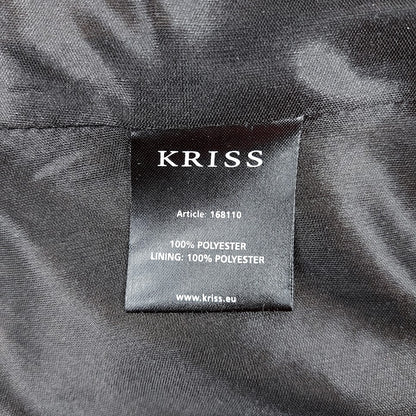 KRISS
Article: 168110
100% POLYESTER
LINING: 100% POLYESTER
www.kriss.eu